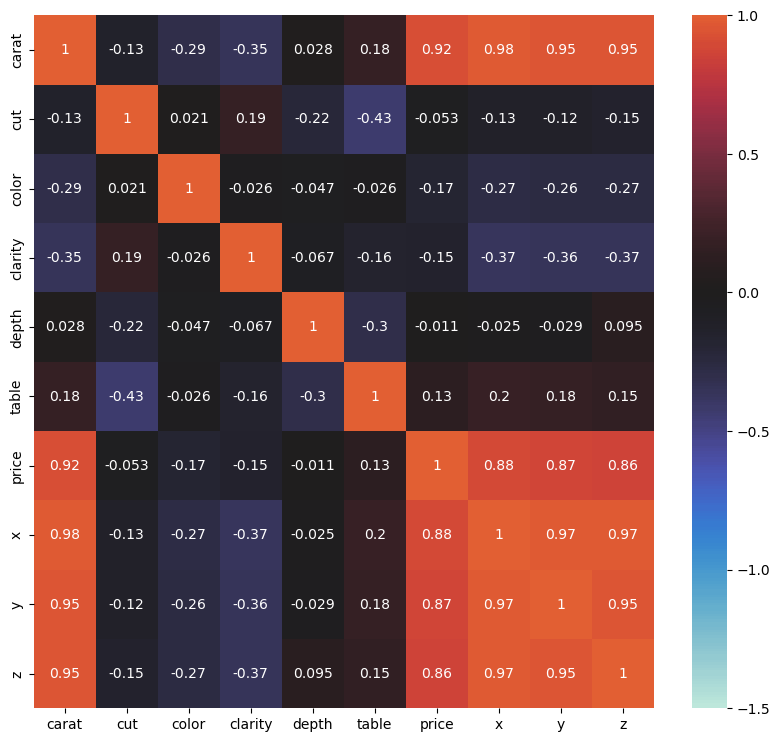 carat 1 -0.13 -0.29 -0.35 0.028 0.18 0.92 0.98 0.95 0.95
cut -0.13 1 0.021 0.19 -0.22 -0.43 -0.053 -0.13 -0.12 -0.15
color -0.29 0.021 1 -0.026 -0.047 -0.026 -0.17 -0.27 -0.26 -0.27
clarity -0.35 0.19 -0.026 1 -0.067 -0.16 -0.15 -0.37 -0.36 -0.37
depth 0.028 -0.22 -0.047 -0.067 1 -0.3 -0.011 -0.025 -0.029 0.095
table 0.18 -0.43 -0.026 -0.16 -0.3 1 0.13 0.2 0.18 0.15
price 0.92 -0.053 -0.17 -0.15 -0.011 0.13 1 0.88 0.87 0.86
x 0.98 -0.13 -0.27 -0.37 -0.025 0.2 0.88 1 0.97 0.97
y 0.95 -0.12 -0.26 -0.36 -0.029 0.18 0.87 0.97 1 0.95
z 0.95 -0.15 -0.27 -0.37 0.095 0.15 0.86 0.97 0.95 1
carat cut color clarity depth table price x y z
1.0
0.5
0.0
−0.5
−1.0
−1.5